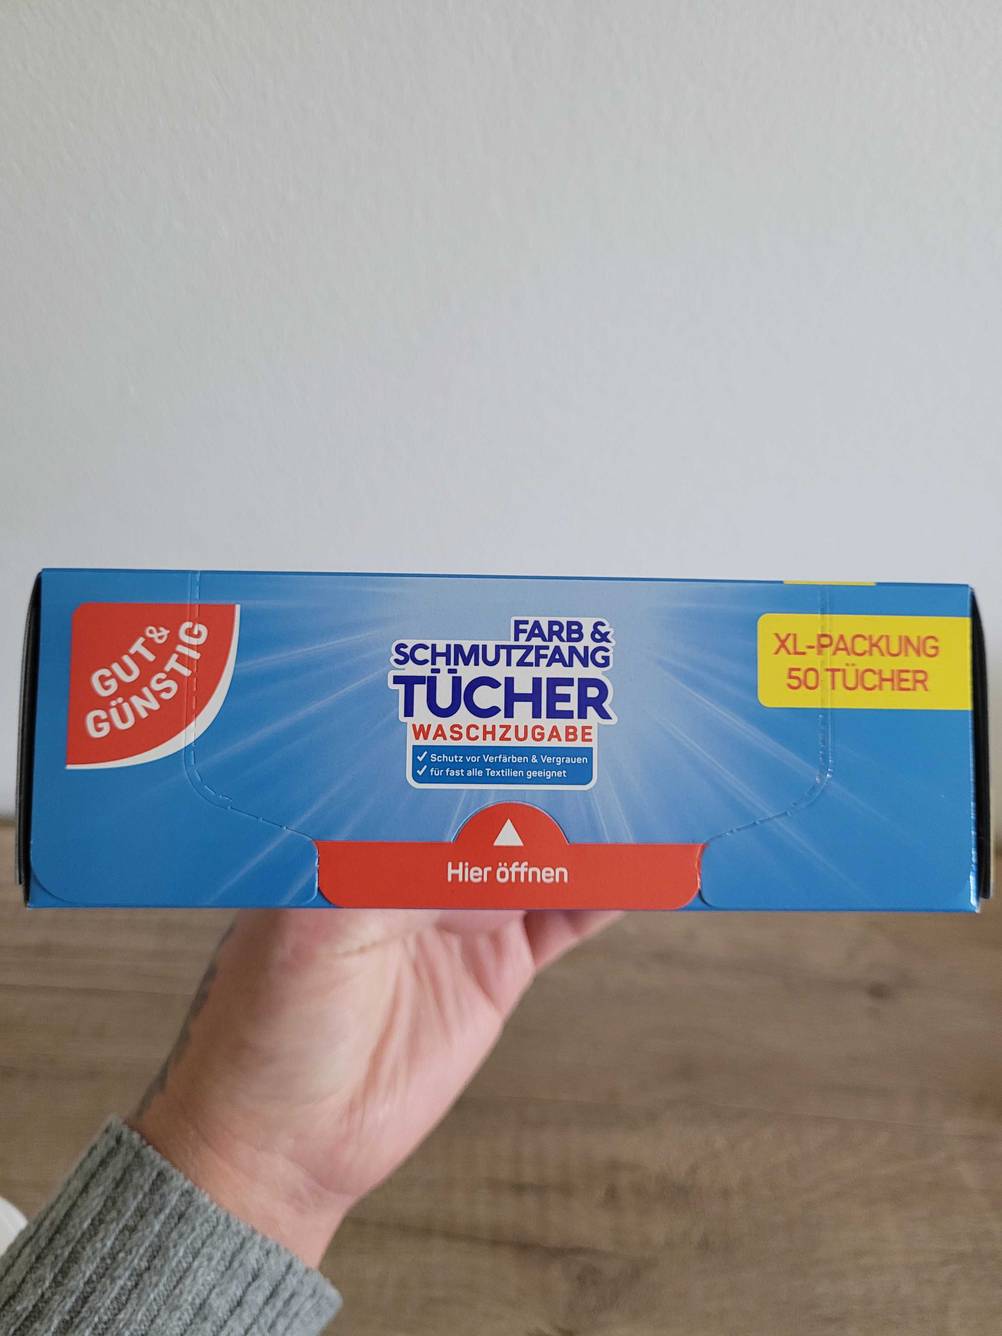 GUT&
GÜNSTIG
FARB &
SCHMUTZFANG
TÜCHER
WASCHZUGABE
✓ Schutz vor Verfärben & Vergrauen
✓ für fast alle Textilien geeignet
XL-PACKUNG
50 TÜCHER
Hier öffnen